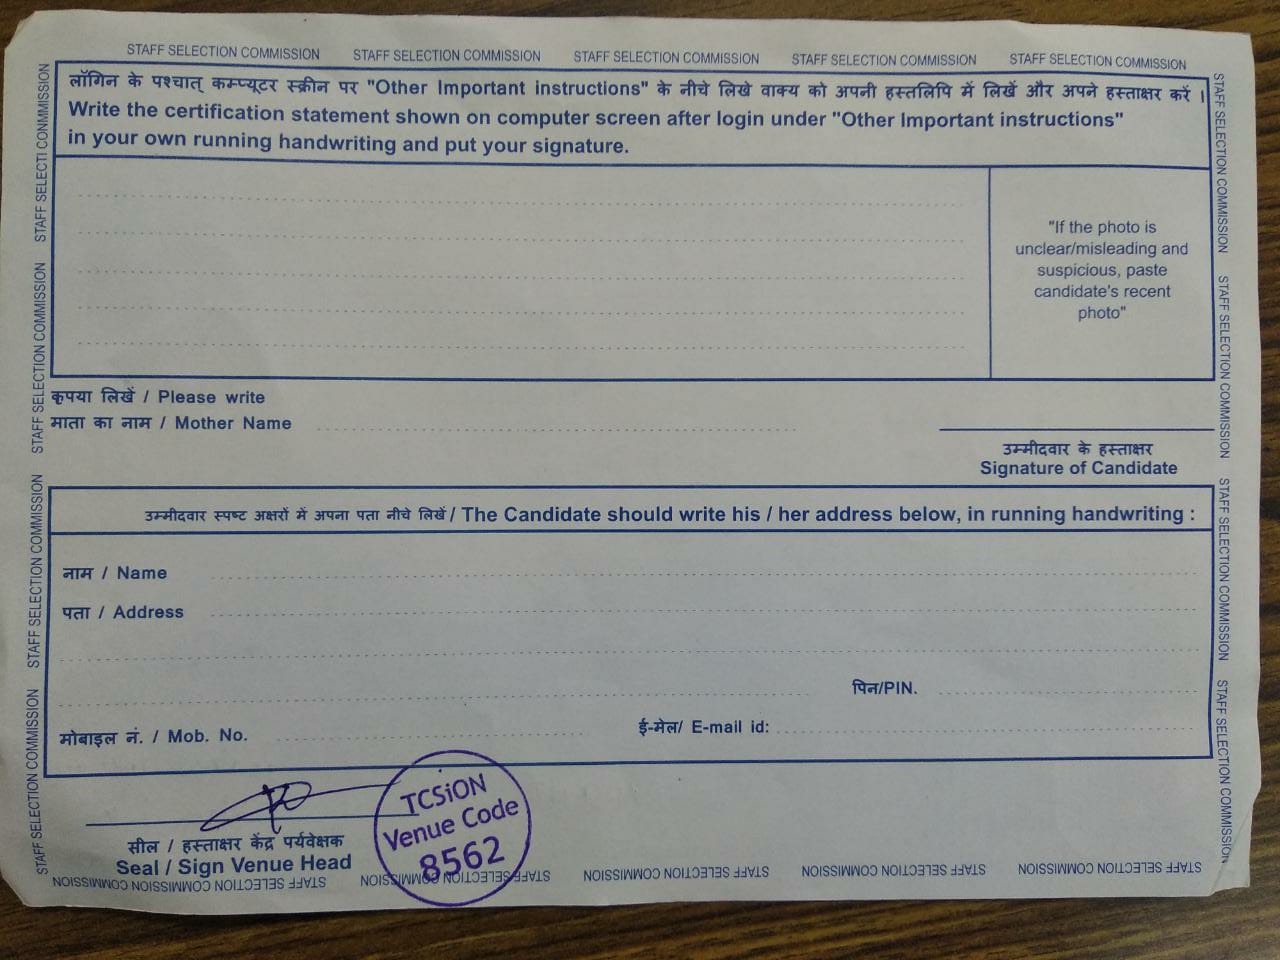 STAFF SELECTION COMMISSION STAFF SELECTION COMMISSION STAFF SELECTION COMMISSION STAFF SELECTION COMMISSION STAFF SELECTION COMMISSION
लॉगिन के पश्चात् कम्प्यूटर स्क्रीन पर "Other Important instructions" के नीचे लिखे वाक्य को अपनी हस्तलिपि में लिखें और अपने हस्ताक्षर करें ।
Write the certification statement shown on computer screen after login under "Other Important instructions"
in your own running handwriting and put your signature.
"If the photo is
unclear/misleading and
suspicious, paste
candidate's recent
photo"
कृपया लिखें / Please write
माता का नाम / Mother Name
उम्मीदवार के हस्ताक्षर
Signature of Candidate
उम्मीदवार स्पष्ट अक्षरों में अपना पता नीचे लिखें / The Candidate should write his / her address below, in running handwriting :
नाम / Name
पता / Address
पिन/PIN.
मोबाइल नं. / Mob. No.
ई-मेल/ E-mail id:
सील / हस्ताक्षर केंद्र पर्यवेक्षक
Seal / Sign Venue Head
TCSiON
Venue Code
8562
STAFF SELECTION COMMISSION STAFF SELECTION COMMISSION STAFF SELECTION COMMISSION STAFF SELECTION COMMISSION STAFF SELECTION COMMISSION COMMISSION
STAFF SELECTION COMMISSION STAFF SELECTION COMMISSION STAFF SELECTION COMMISSION STAFF SELECTI CONMMISSION
STAFF SELECTION COMMISSION STAFF SELECTION COMMISSION STAFF SELECTION COMMISSION STAFF SELECTION COMMISSION